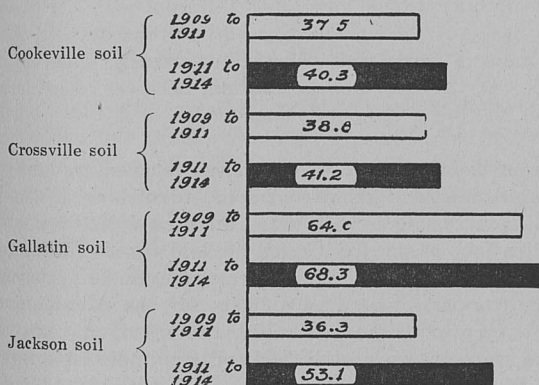 1909 to
1911
37.5
Cookeville soil
1911 to
1914
40.3
1909 to
1911
38.8
Crossville soil
1911 to
1914
41.2
1909 to
1911
64.
Gallatin soil
1911 to
1914
68.3
1909 to
1911
36.3
Jackson soil
1911 to
1914
53.1